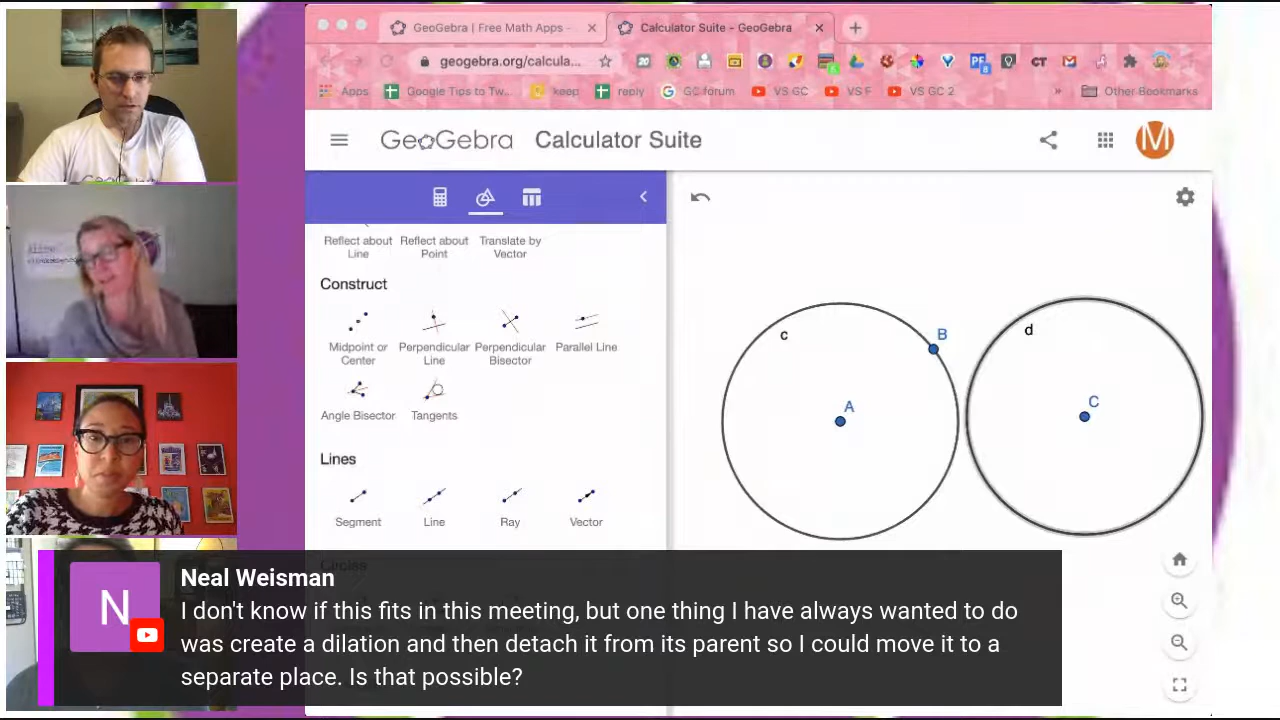 GeoGebra | Free Math Apps -
Calculator Suite - GeoGebra
geogebra.org/calcula...
20
PF
8
CT
Apps
Google Tips to Tw...
keep
reply
GC forum
VS GC
VS F
VS GC 2
»
Other Bookmarks
GeoGebra Calculator Suite
M
Reflect about Line
Reflect about Point
Translate by Vector
Construct
Midpoint or Center
Perpendicular Line
Perpendicular Bisector
Parallel Line
Angle Bisector
Tangents
Lines
Segment
Line
Ray
Vector
Circles
c
B
A
d
C
N
Neal Weisman
I don't know if this fits in this meeting, but one thing I have always wanted to do
was create a dilation and then detach it from its parent so I could move it to a
separate place. Is that possible?